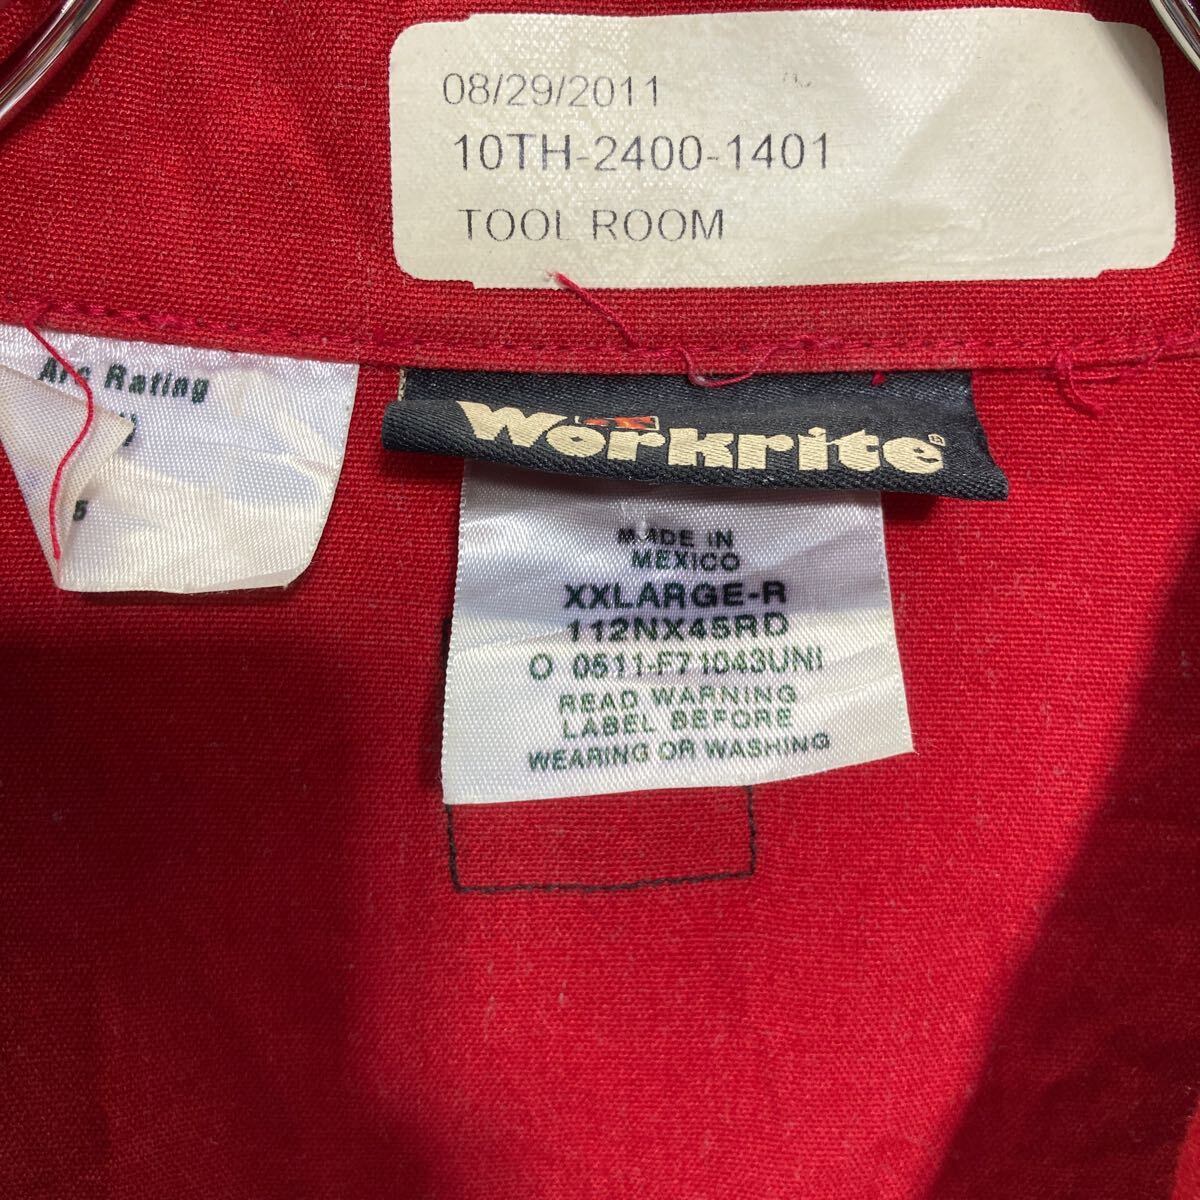 08/29/2011
10TH-2400-1401
TOOL ROOM
Arc Rating
5
Workrite
MADE IN
MEXICO
XXLARGE-R
112NX45RD
O 0511-F71043UNI
READ WARNING
LABEL BEFORE
WEARING OR WASHING